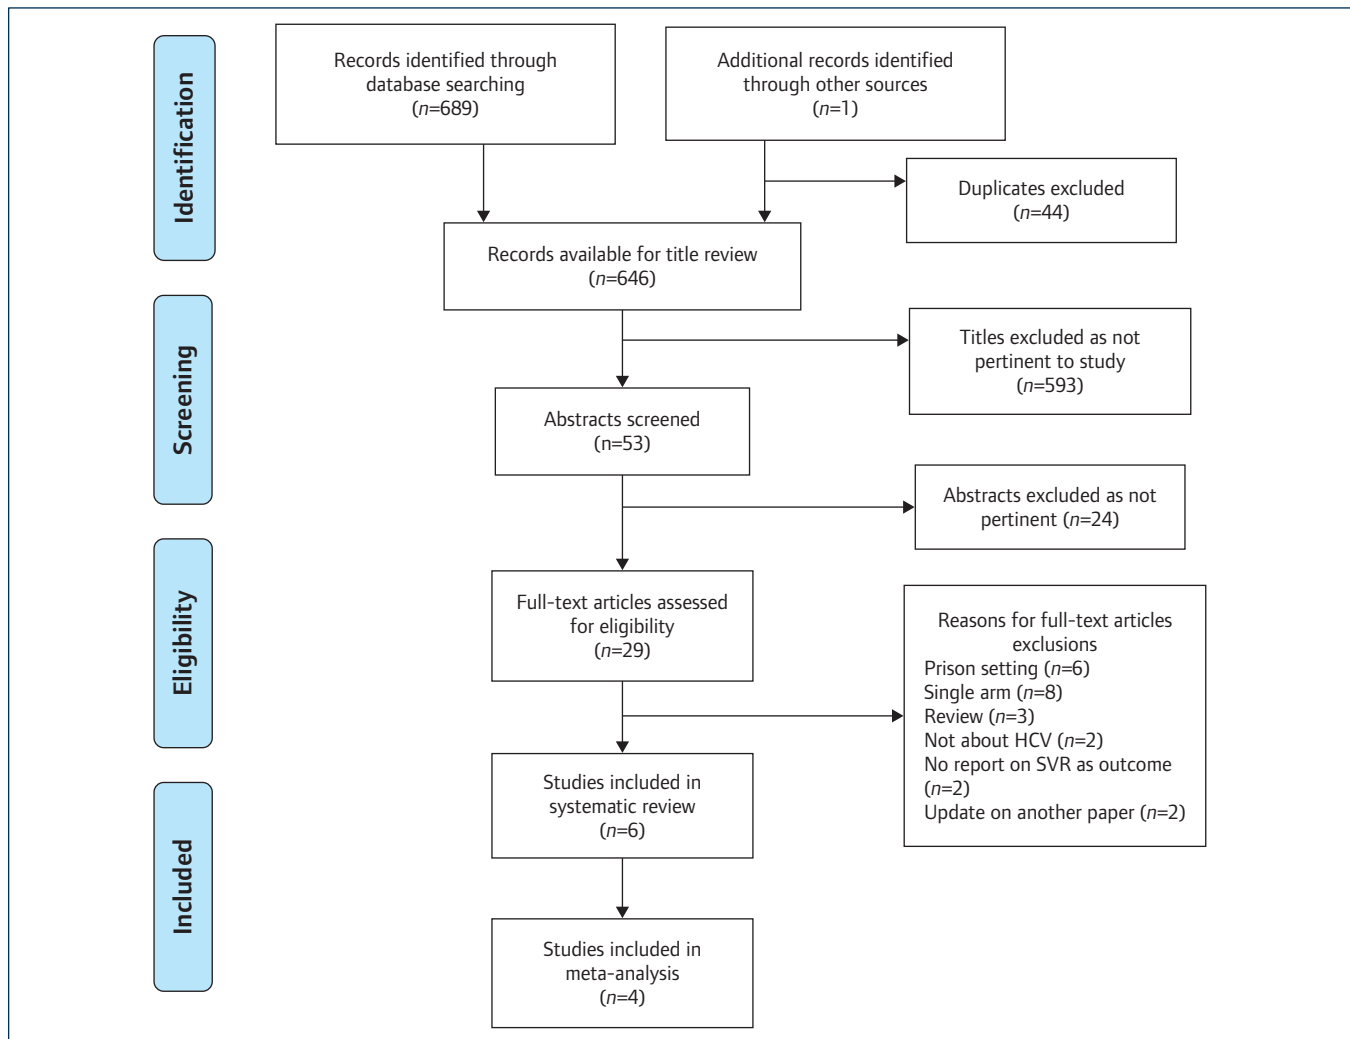 Identification
Records identified through
database searching
(n=689)
Additional records identified
through other sources
(n=1)
Duplicates excluded
(n=44)
Records available for title review
(n=646)
Screening
Titles excluded as not
pertinent to study
(n=593)
Abstracts screened
(n=53)
Abstracts excluded as not
pertinent (n=24)
Eligibility
Full-text articles assessed
for eligibility
(n=29)
Reasons for full-text articles
exclusions
Prison setting (n=6)
Single arm (n=8)
Review (n=3)
Not about HCV (n=2)
No report on SVR as outcome
(n=2)
Update on another paper (n=2)
Studies included in
systematic review
(n=6)
Included
Studies included in
meta-analysis
(n=4)